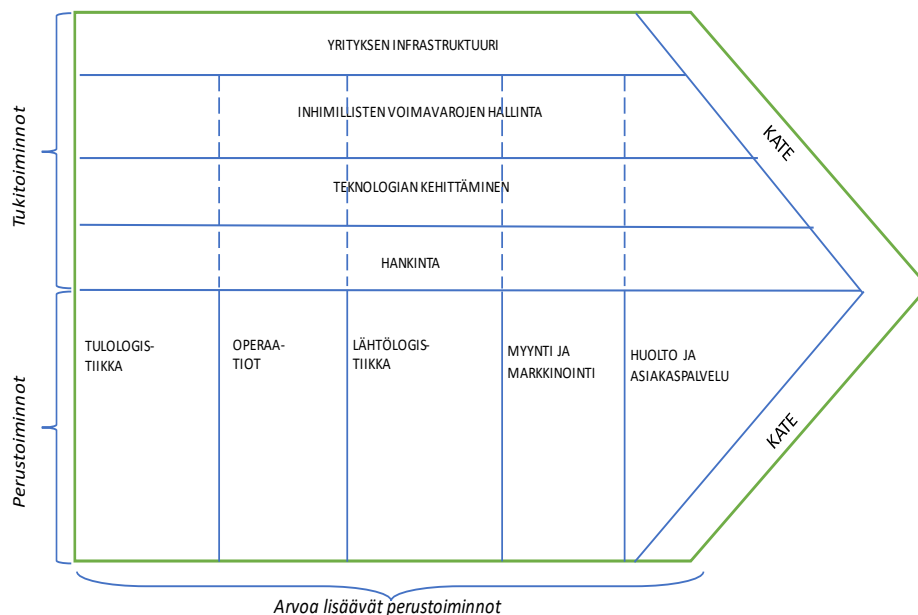 YRITYKSEN INFRASTRUKTUURI
INHIMILLISTEN VOIMAVAROJEN HALLINTA
TEKNOLOGIAN KEHITTÄMINEN
HANKINTA
Tukitoiminnot
KATE
TULOLOGIS-
TIIKKA
OPERAA-
TIOT
LÄHTÖLOGIS-
TIIKKA
MYYNTI JA
MARKKINOINTI
HUOLTO JA
ASIAKASPALVELU
KATE
Perustoiminnot
Arvoa lisäävät perustoiminnot